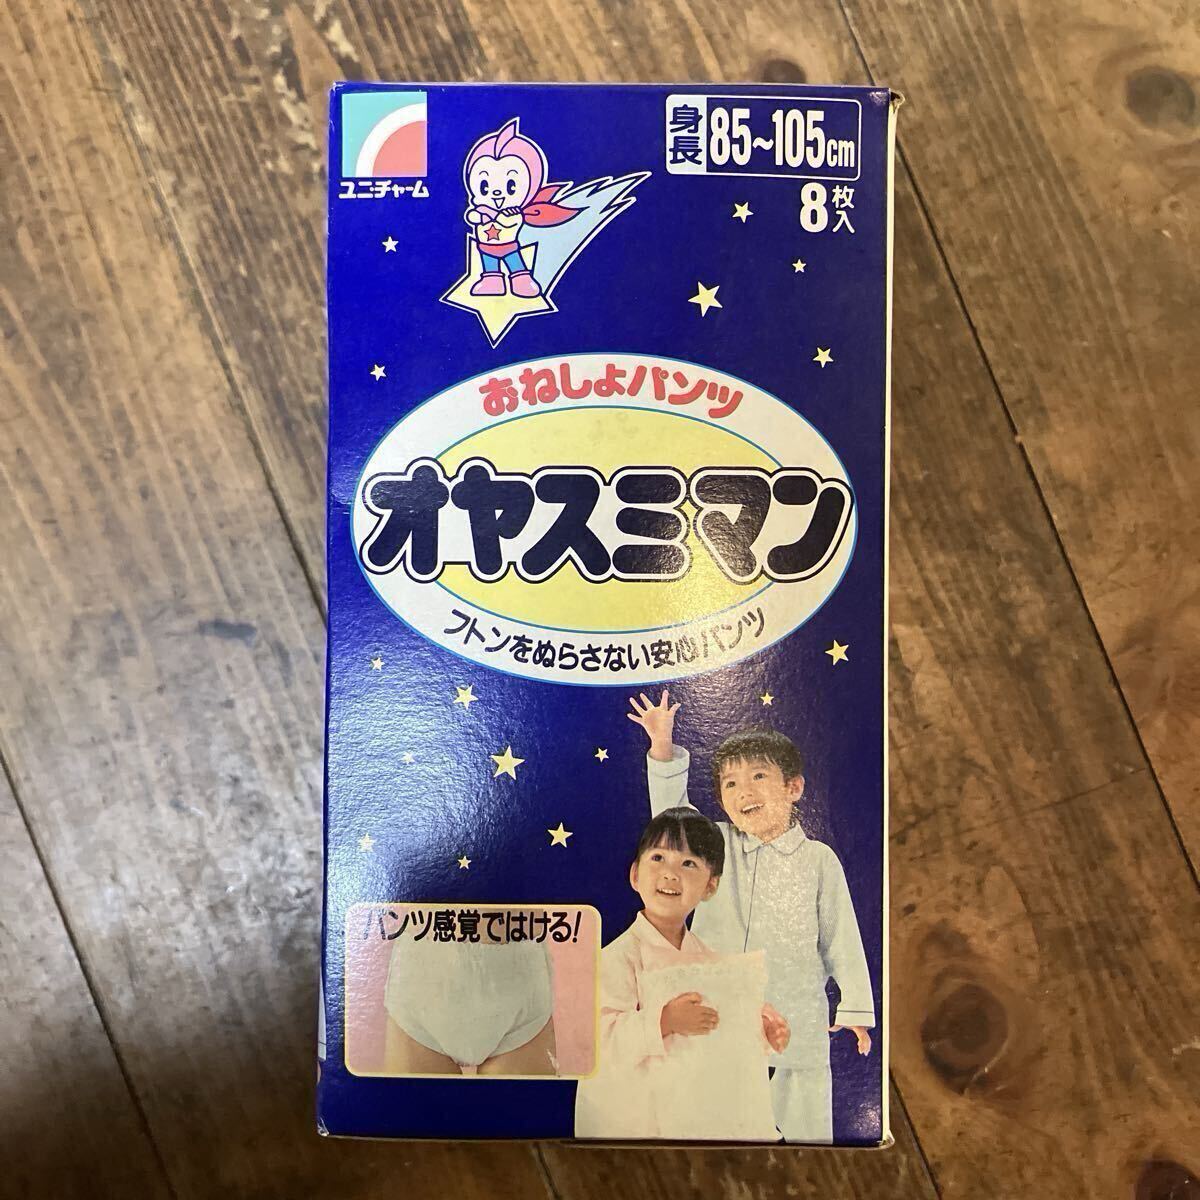 ユニ・チャーム
身長 85~105cm
8枚入
おねしょパンツ
オヤスミマン
フトンをぬらさない安心パンツ
パンツ感覚ではける!